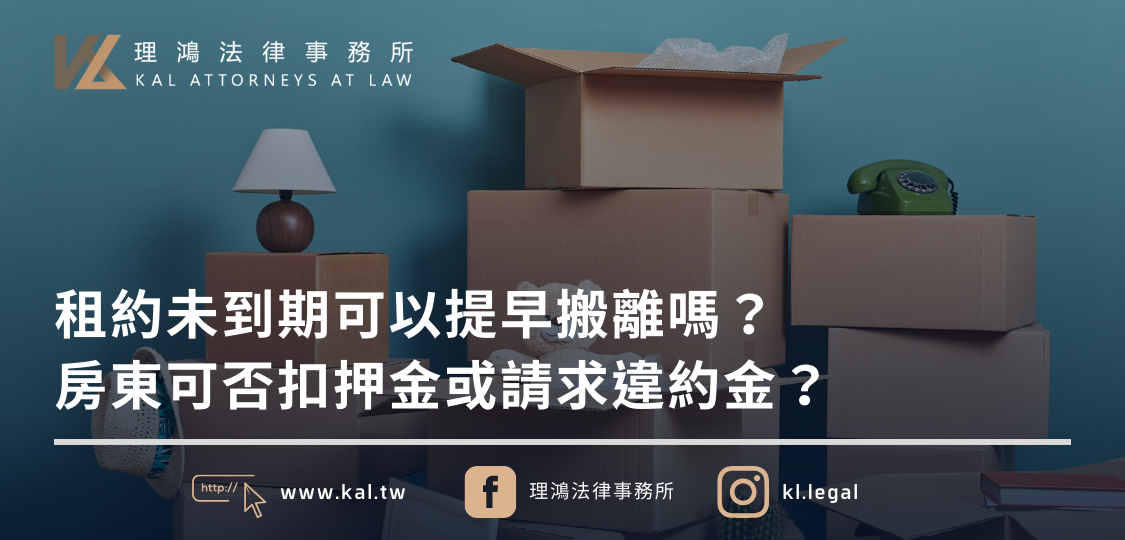 理鴻法律事務所
KAL ATTORNEYS AT LAW
租約未到期可以提早搬離嗎？
房東可否扣押金或請求違約金？
http://
www.kal.tw
理鴻法律事務所
kl.legal